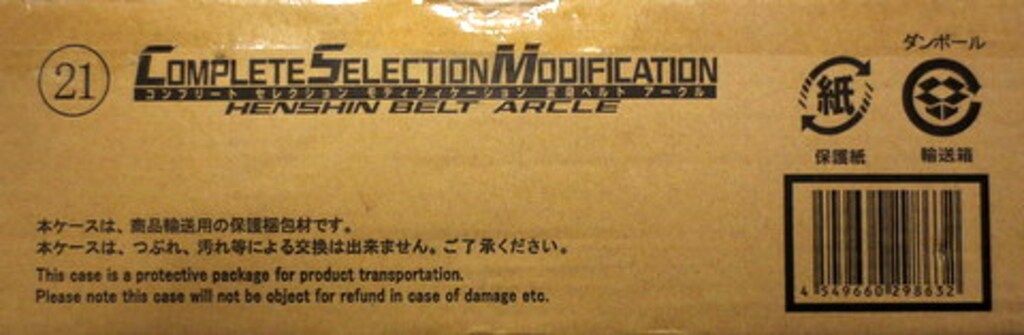 21
COMPLETE SELECTION MODIFICATION
コンプリート セレクション モディフィケーション 変身ベルト アークル
HENSHIN BELT ARCLE
ダンボール
紙
保護紙
輸送箱
本ケースは、商品輸送用の保護梱包材です。
本ケースは、つぶれ、汚れ等による交換は出来ません。ご了承ください。
This case is a protective package for product transportation.
Please note this case will not be object for refund in case of damage etc.
4 549660 298632